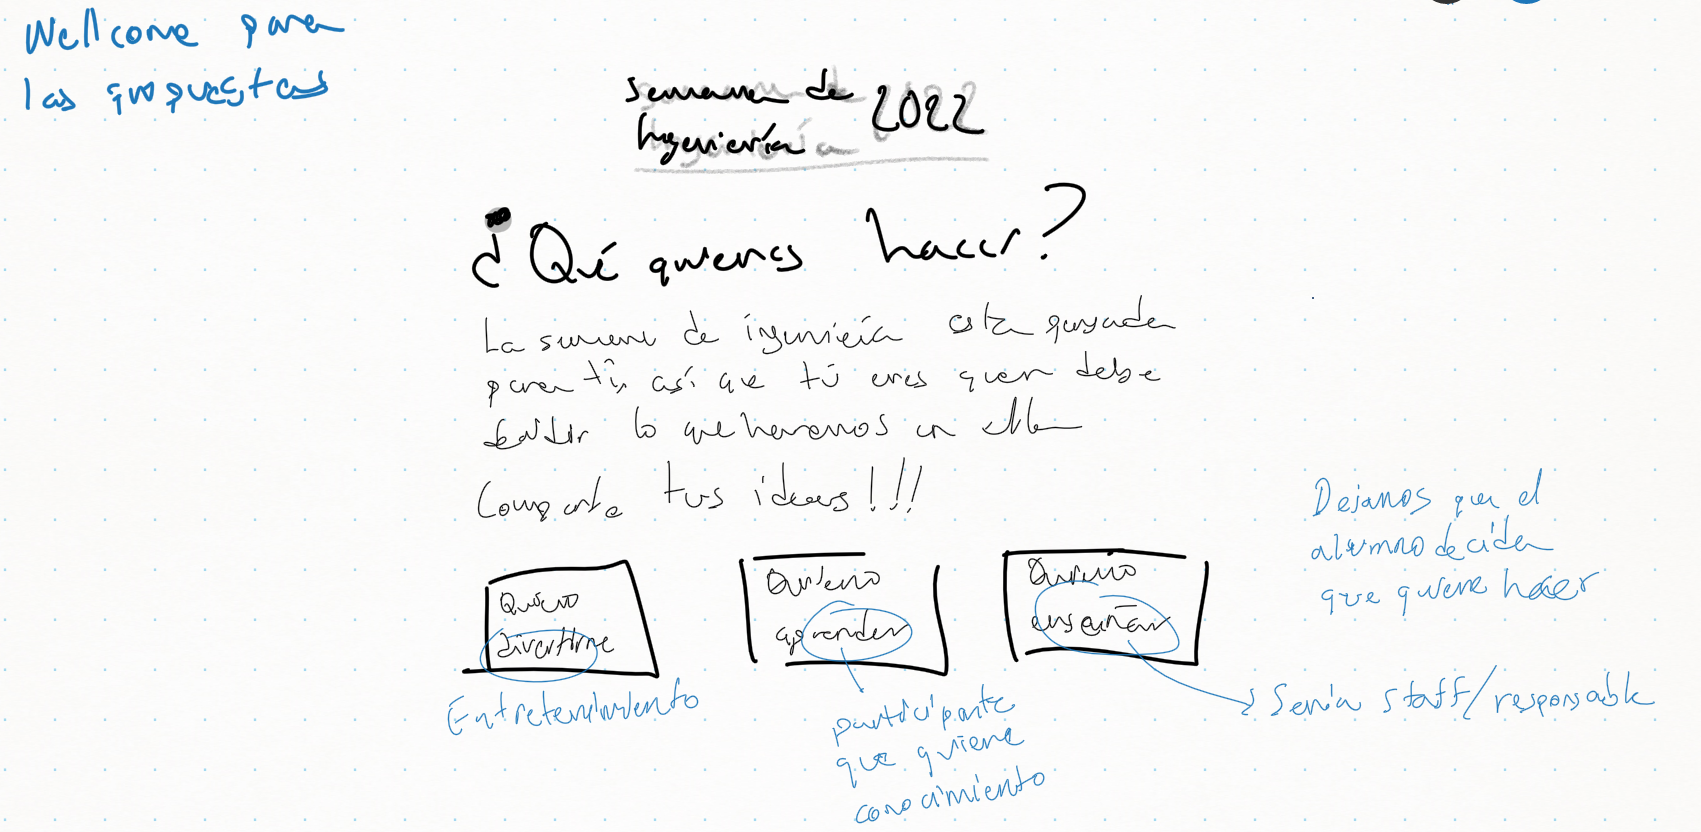 Wellcome para
las propuestas
Semana de
Ingeniería 2022
¿Qué quieres hacer?
La semana de ingeniería esta pensada
para ti, así que tú eres quien debe
decidir lo que haremos en ella
Comparte tus ideas!!!
Quiero
divertirme
Quiero
aprender
Quiero
enseñar
Dejamos que el
alumno decida
que quiere hacer
Entretenimiento
participante
que quiere
conocimiento
Sería staff/responsable